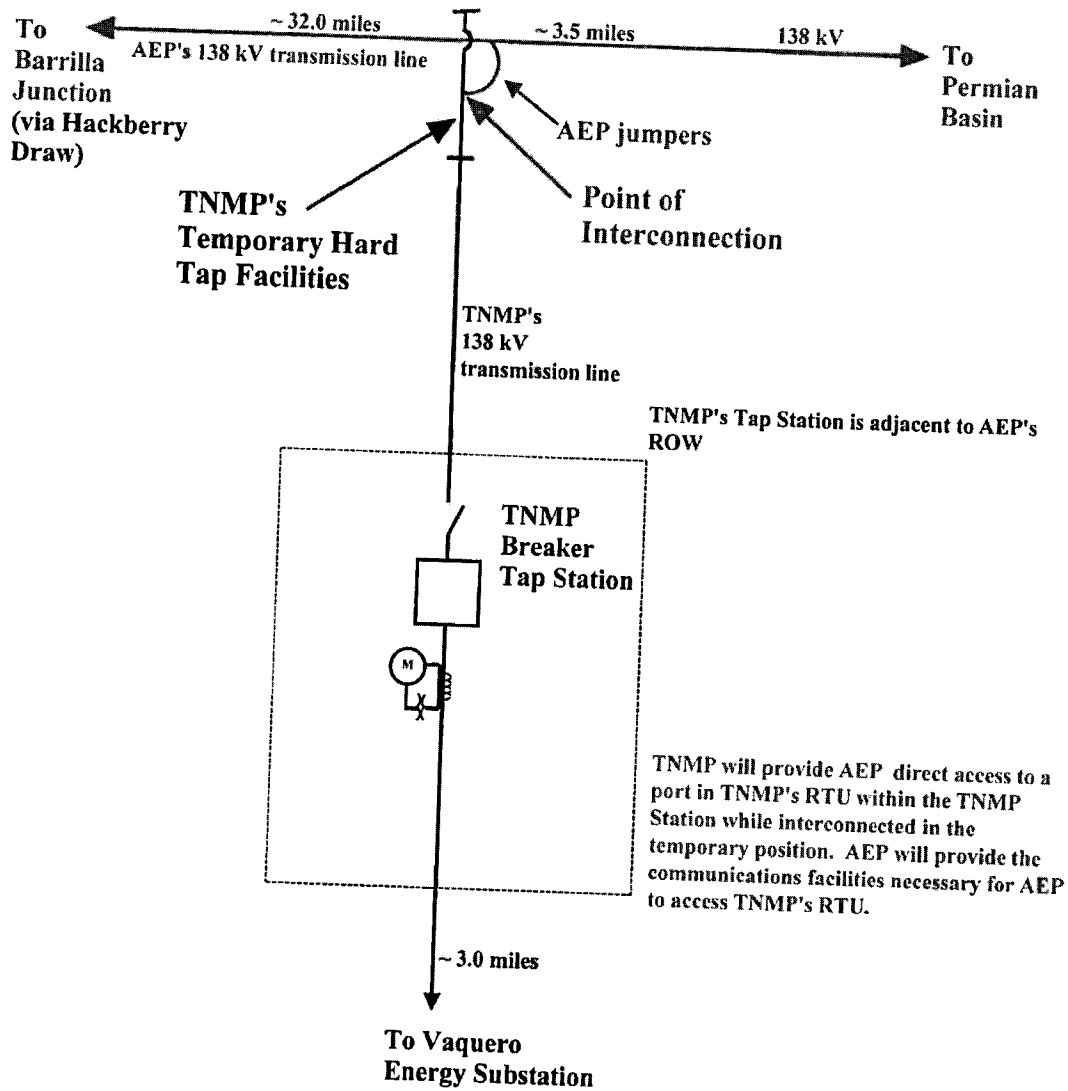 To
Barrilla
Junction
(via Hackberry
Draw)
~ 32.0 miles
AEP's 138 kV transmission line
~ 3.5 miles
138 kV
To
Permian
Basin
AEP jumpers
Point of
Interconnection
TNMP's
Temporary Hard
Tap Facilities
TNMP's
138 kV
transmission line
TNMP's Tap Station is adjacent to AEP's
ROW
TNMP
Breaker
Tap Station
M
TNMP will provide AEP direct access to a
port in TNMP's RTU within the TNMP
Station while interconnected in the
temporary position. AEP will provide the
communications facilities necessary for AEP
to access TNMP's RTU.
~ 3.0 miles
To Vaquero
Energy Substation